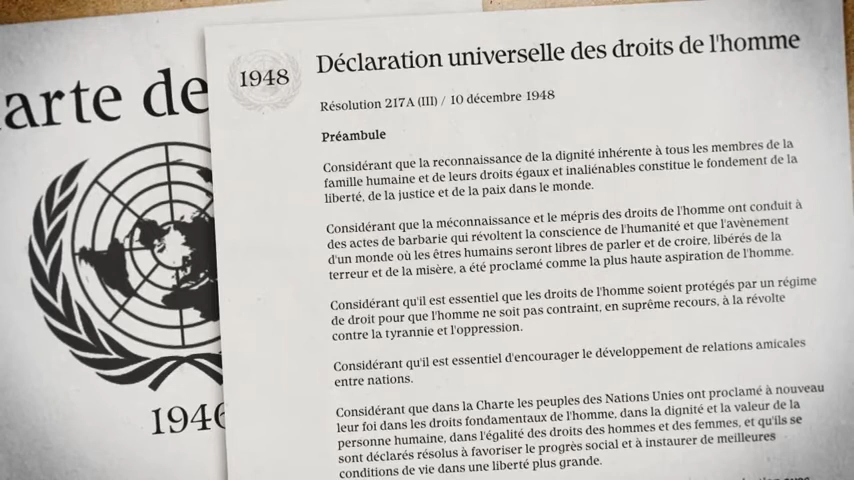 arte de
1946
1948
Déclaration universelle des droits de l'homme
Résolution 217A (III) / 10 décembre 1948
Préambule
Considérant que la reconnaissance de la dignité inhérente à tous les membres de la
famille humaine et de leurs droits égaux et inaliénables constitue le fondement de la
liberté, de la justice et de la paix dans le monde.
Considérant que la méconnaissance et le mépris des droits de l'homme ont conduit à
des actes de barbarie qui révoltent la conscience de l'humanité et que l'avènement
d'un monde où les êtres humains seront libres de parler et de croire, libérés de la
terreur et de la misère, a été proclamé comme la plus haute aspiration de l'homme.
Considérant qu'il est essentiel que les droits de l'homme soient protégés par un régime
de droit pour que l'homme ne soit pas contraint, en suprême recours, à la révolte
contre la tyrannie et l'oppression.
Considérant qu'il est essentiel d'encourager le développement de relations amicales
entre nations.
Considérant que dans la Charte les peuples des Nations Unies ont proclamé à nouveau
leur foi dans les droits fondamentaux de l'homme, dans la dignité et la valeur de la
personne humaine, dans l'égalité des droits des hommes et des femmes, et qu'ils se
sont déclarés résolus à favoriser le progrès social et à instaurer de meilleures
conditions de vie dans une liberté plus grande.